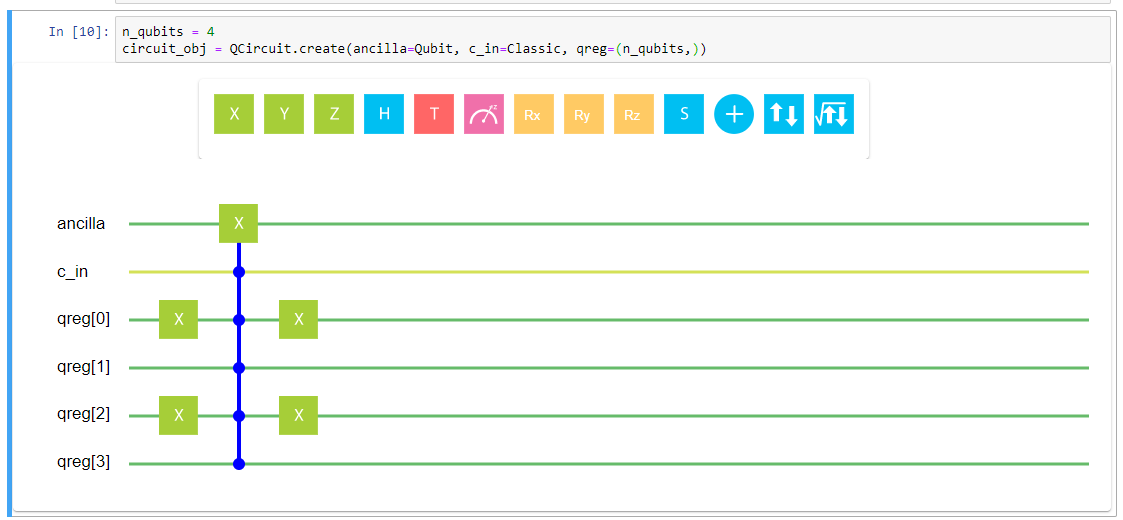 In [10]: n_qubits = 4
circuit_obj = QCircuit.create(ancilla=Qubit, c_in=Classic, qreg=(n_qubits,))
X Y Z H T z Rx Ry Rz S + √
ancilla X
c_in
qreg[0] X X
qreg[1]
qreg[2] X X
qreg[3]